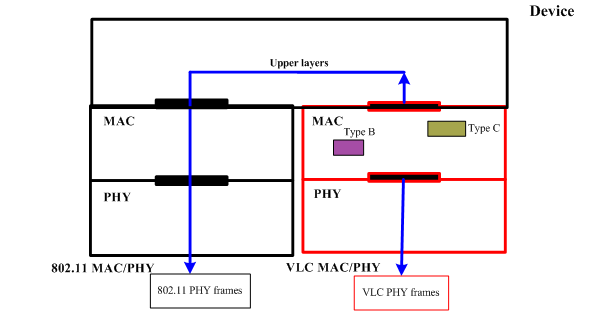 Device
Upper layers
MAC
MAC
Type B
Type C
PHY
PHY
802.11 MAC/PHY
VLC MAC/PHY
802.11 PHY frames
VLC PHY frames